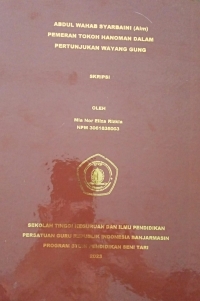 ABDUL WAHAB SYARBAINI (Alm)
PEMERAN TOKOH HANOMAN DALAM
PERTUNJUKAN WAYANG GUNG
SKRIPSI
OLEH
Nor
NPM
SEKOLAH TINGGI KEGURUAN DAN ILMU PENDIDIKAN
PERSATUAN GURU REPUBLIK INDONESIA BANJARMASIN
PROGRAM STUDI PENDIDIKAN SENI TARI